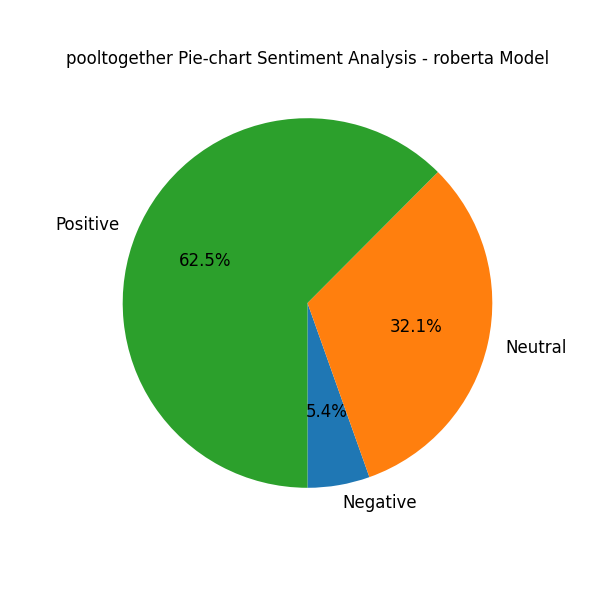 pooltogether Pie-chart Sentiment Analysis - roberta Model
Positive
62.5%
32.1%
Neutral
5.4%
Negative